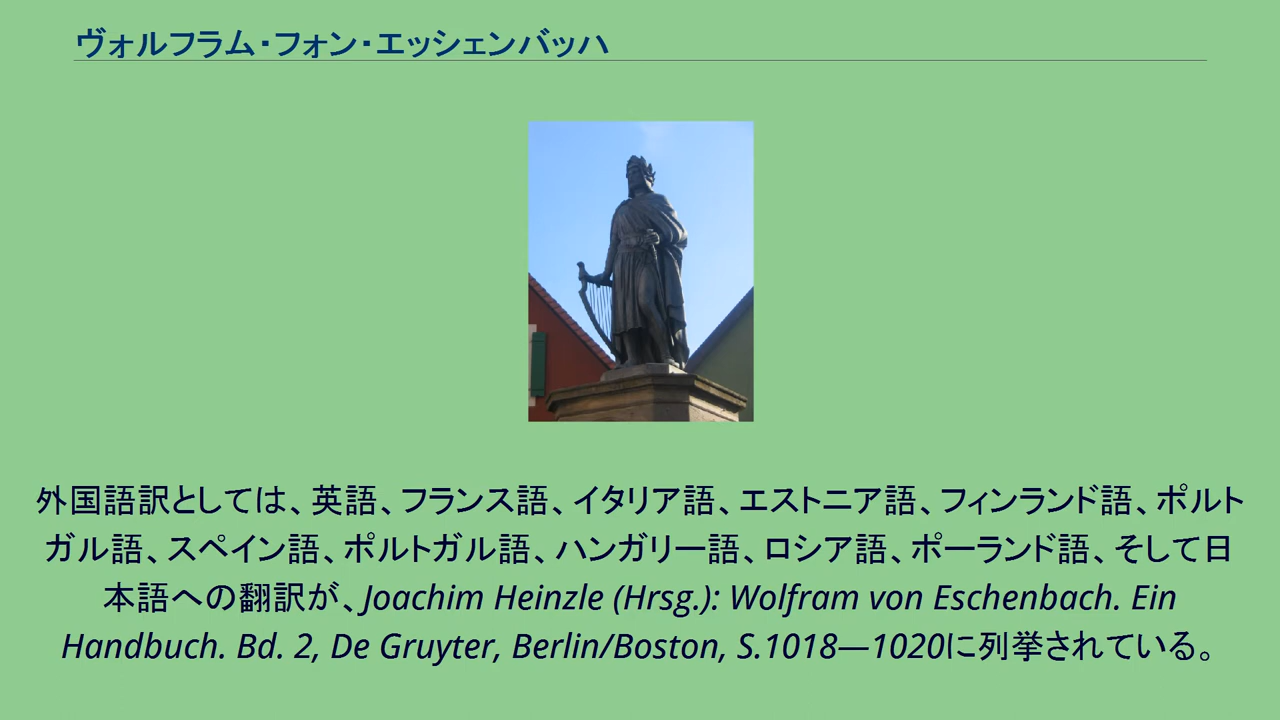 ヴォルフラム・フォン・エッシェンバッハ
外国語訳としては、英語、フランス語、イタリア語、エストニア語、フィンランド語、ポルト
ガル語、スペイン語、ポルトガル語、ハンガリー語、ロシア語、ポーランド語、そして日
本語への翻訳が、Joachim Heinzle (Hrsg.): Wolfram von Eschenbach. Ein
Handbuch. Bd. 2, De Gruyter, Berlin/Boston, S.1018—1020に列挙されている。